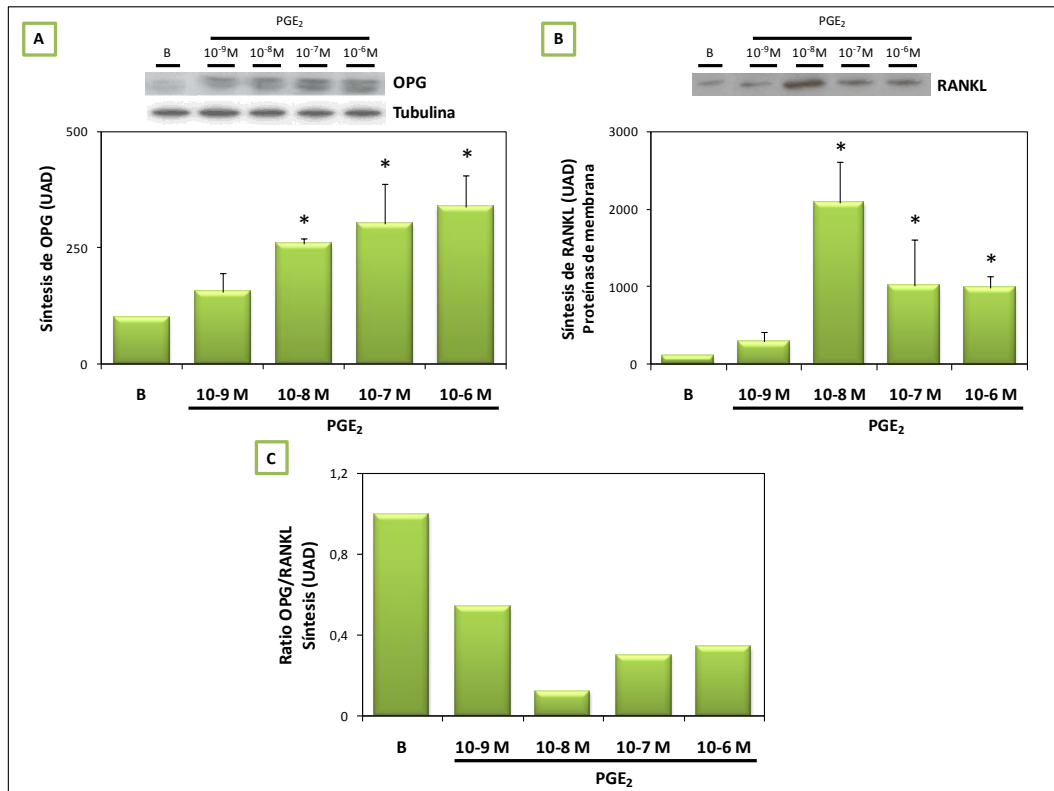 A
PGE₂
B 10⁻⁹M 10⁻⁸M 10⁻⁷M 10⁻⁶M
OPG
Tubulina
Síntesis de OPG (UAD)
500
250
0
* * *
B 10-9 M 10-8 M 10-7 M 10-6 M
PGE₂
B
PGE₂
B 10⁻⁹M 10⁻⁸M 10⁻⁷M 10⁻⁶M
RANKL
Síntesis de RANKL (UAD)
Proteínas de membrana
3000
2000
1000
0
* * *
B 10-9 M 10-8 M 10-7 M 10-6 M
PGE₂
C
Ratio OPG/RANKL
Síntesis (UAD)
1,2
0,8
0,4
0
B 10-9 M 10-8 M 10-7 M 10-6 M
PGE₂